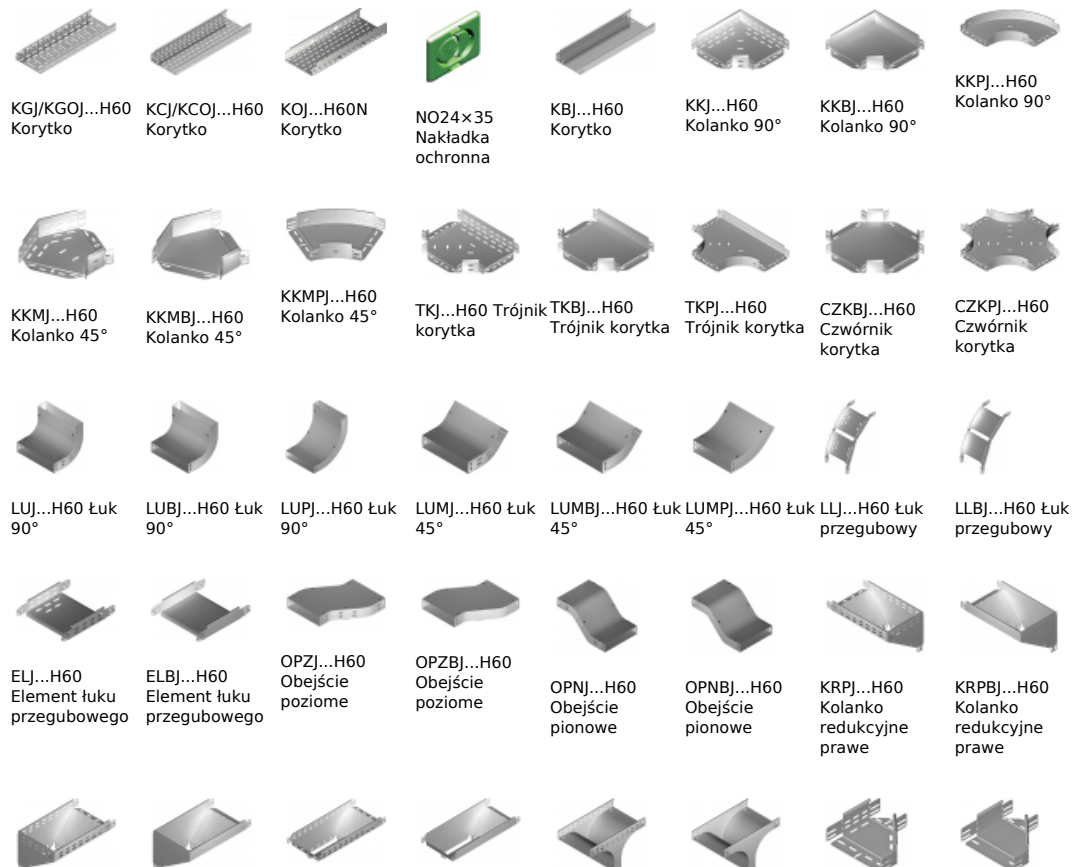 KGJ/KGOJ...H60
Korytko
KCJ/KCOJ...H60
Korytko
KOJ...H60N
Korytko
NO24×35
Nakładka
ochronna
KBJ...H60
Korytko
KKJ...H60
Kolanko 90°
KKBJ...H60
Kolanko 90°
KKPJ...H60
Kolanko 90°
KKMJ...H60
Kolanko 45°
KKMBJ...H60
Kolanko 45°
KKMPJ...H60
Kolanko 45°
TKJ...H60 Trójnik
korytka
TKBJ...H60
Trójnik korytka
TKPJ...H60
Trójnik korytka
CZKBJ...H60
Czwórnik
korytka
CZKPJ...H60
Czwórnik
korytka
LUJ...H60 Łuk
90°
LUBJ...H60 Łuk
90°
LUPJ...H60 Łuk
90°
LUMJ...H60 Łuk
45°
LUMBJ...H60 Łuk
45°
LUMPJ...H60 Łuk
45°
LLJ...H60 Łuk
przegubowy
LLBJ...H60 Łuk
przegubowy
ELJ...H60
Element łuku
przegubowego
ELBJ...H60
Element łuku
przegubowego
OPZJ...H60
Obejście
poziome
OPZBJ...H60
Obejście
poziome
OPNJ...H60
Obejście
pionowe
OPNBJ...H60
Obejście
pionowe
KRPJ...H60
Kolanko
redukcyjne
prawe
KRPBJ...H60
Kolanko
redukcyjne
prawe